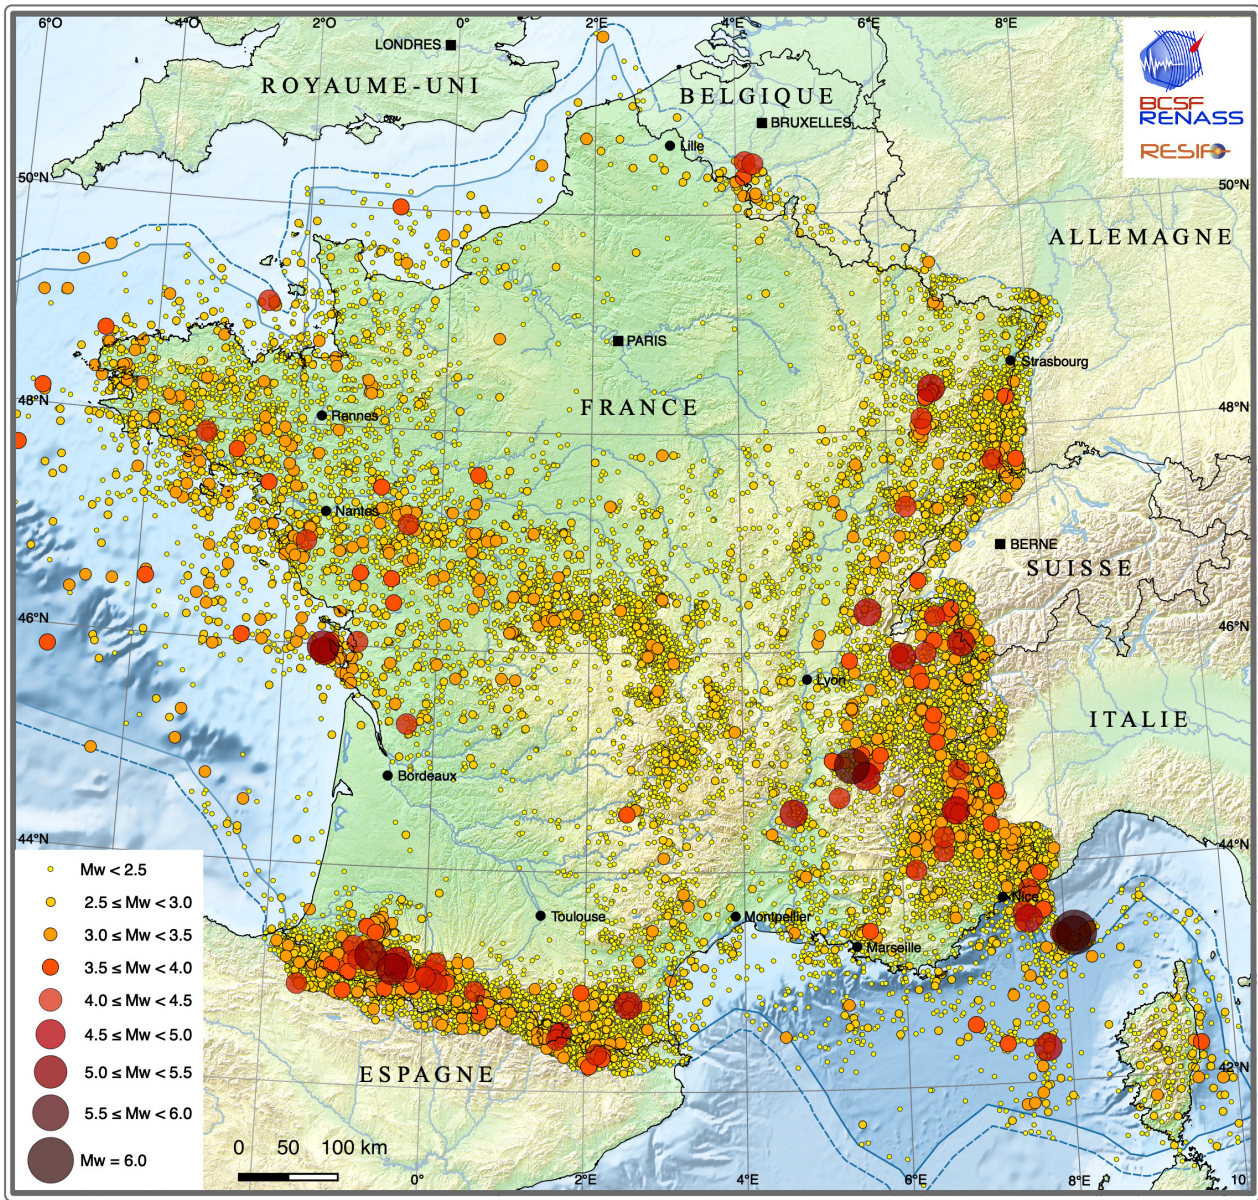 6°O 4°O 2°O 0° 2°E 4°E 6°E 8°E
LONDRES
ROYAUME-UNI
BELGIQUE
BRUXELLES
BCSF
RENASS
RESIF
Lille
50°N 50°N
ALLEMAGNE
PARIS
Strasbourg
FRANCE
48°N 48°N
Rennes
Nantes
BERNE
SUISSE
46°N 46°N
Lyon
ITALIE
Bordeaux
44°N 44°N
Mw < 2.5
2.5 ≤ Mw < 3.0
3.0 ≤ Mw < 3.5
3.5 ≤ Mw < 4.0
4.0 ≤ Mw < 4.5
4.5 ≤ Mw < 5.0
5.0 ≤ Mw < 5.5
5.5 ≤ Mw < 6.0
Mw = 6.0
Nice
Toulouse
Montpellier
Marseille
ESPAGNE
42°N
0 50 100 km
0° 2°E 4°E 6°E 8°E 10